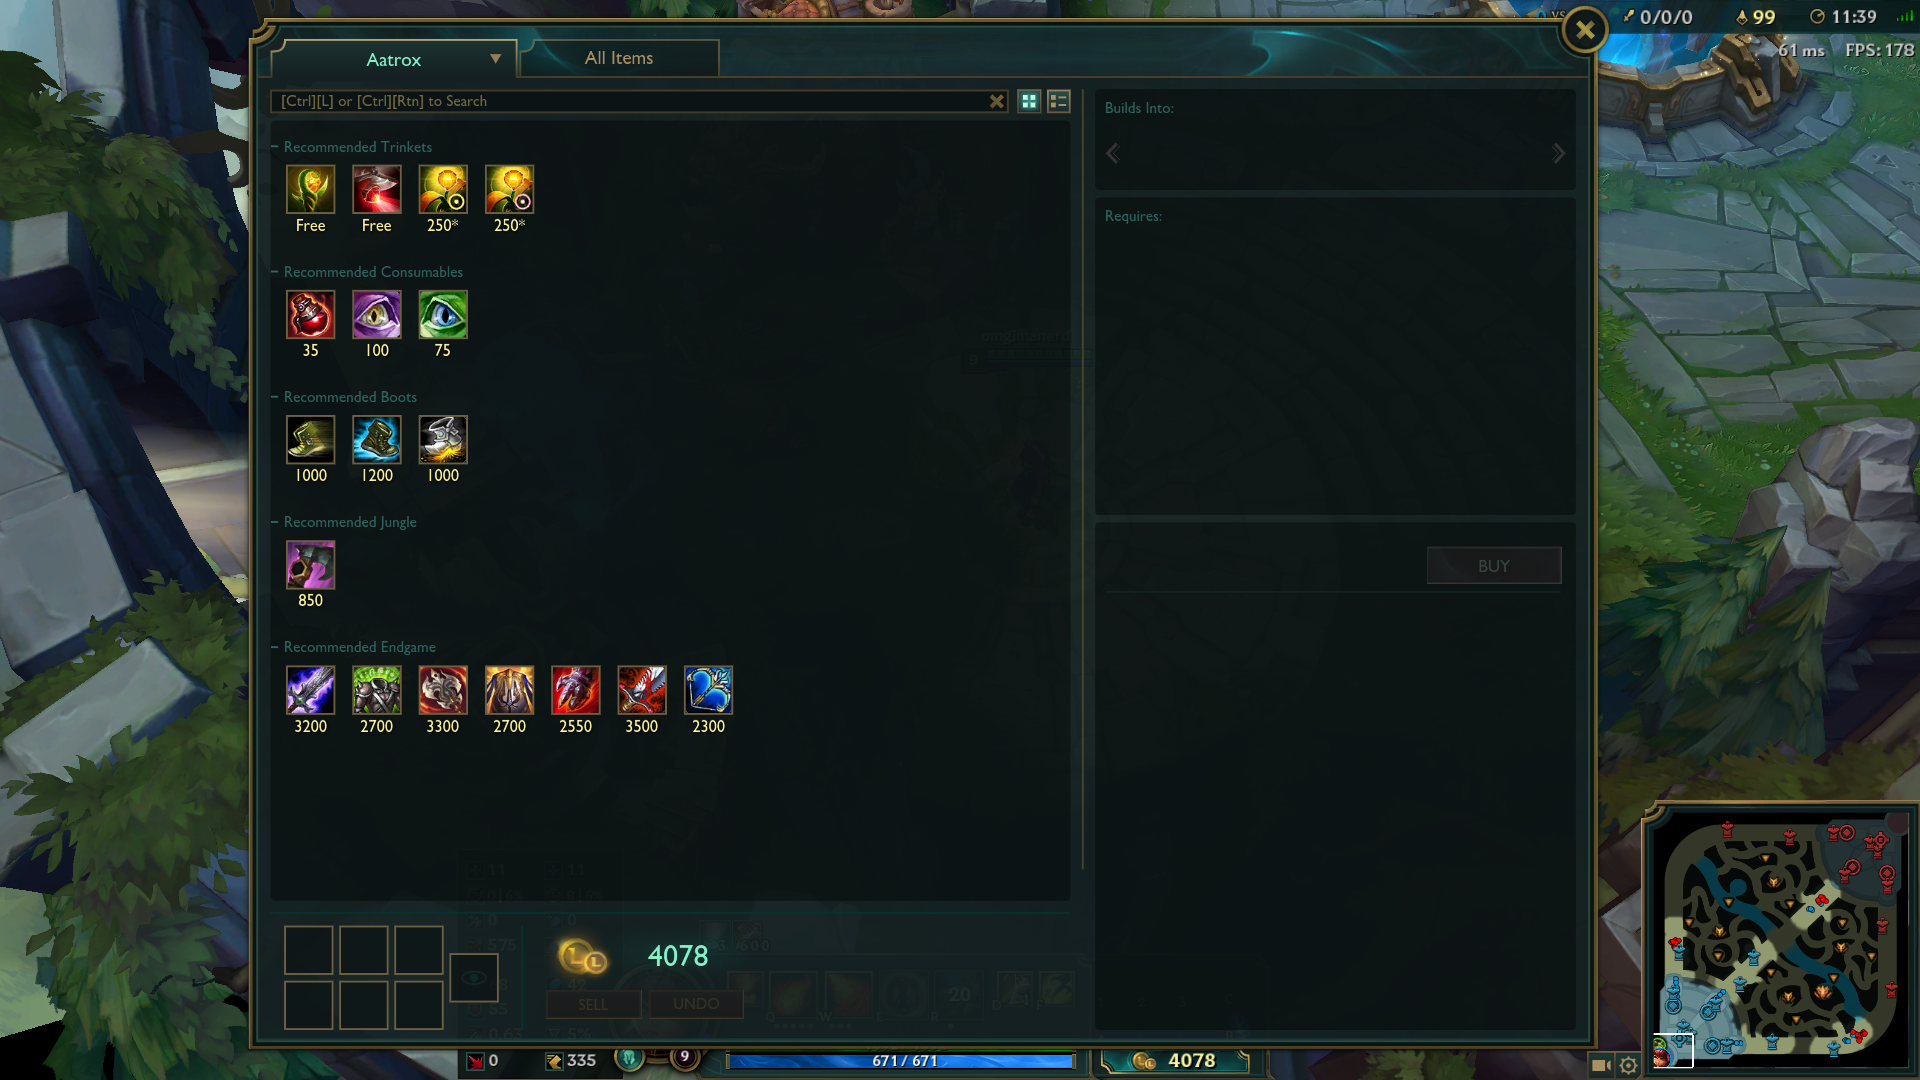 0/0/0
99
11:39
61 ms
FPS: 178
Aatrox
All Items
[Ctrl][L] or [Ctrl][Rtn] to Search
Builds Into:
Requires:
BUY
Recommended Trinkets
Free
Free
250*
250*
Recommended Consumables
35
100
75
Recommended Boots
1000
1200
1000
Recommended Jungle
850
Recommended Endgame
3200
2700
3300
2700
2550
3500
2300
4078
SELL
UNDO
0
335
9
671 / 671
4078